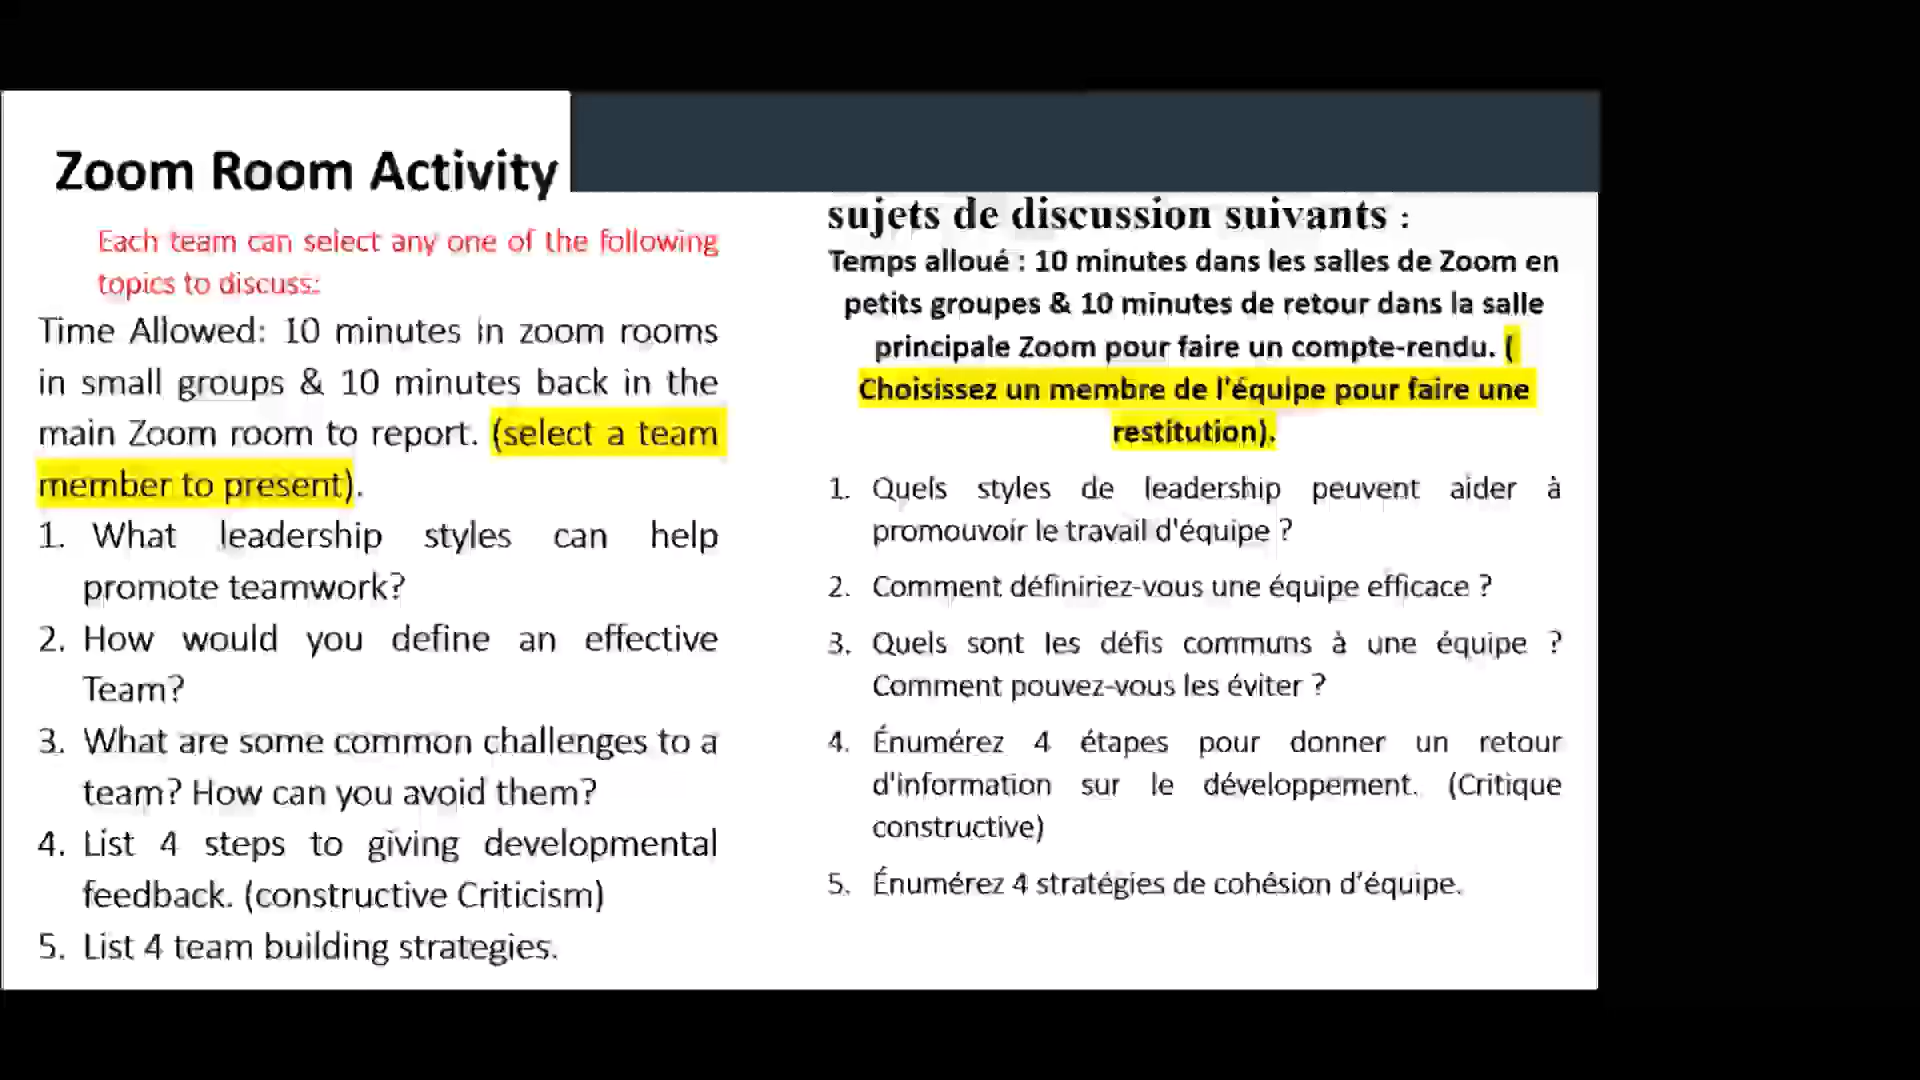 Zoom Room Activity
Each team can select any one of the following
topics to discuss:
Time Allowed: 10 minutes in zoom rooms
in small groups & 10 minutes back in the
main Zoom room to report. (select a team
member to present).
1. What leadership styles can help
promote teamwork?
2. How would you define an effective
Team?
3. What are some common challenges to a
team? How can you avoid them?
4. List 4 steps to giving developmental
feedback. (constructive Criticism)
5. List 4 team building strategies.
sujets de discussion suivants :
Temps alloué : 10 minutes dans les salles de Zoom en
petits groupes & 10 minutes de retour dans la salle
principale Zoom pour faire un compte-rendu. (
Choisissez un membre de l'équipe pour faire une
restitution).
1. Quels styles de leadership peuvent aider à
promouvoir le travail d'équipe ?
2. Comment définiriez-vous une équipe efficace ?
3. Quels sont les défis communs à une équipe ?
Comment pouvez-vous les éviter ?
4. Énumérez 4 étapes pour donner un retour
d'information sur le développement. (Critique
constructive)
5. Énumérez 4 stratégies de cohésion d’équipe.